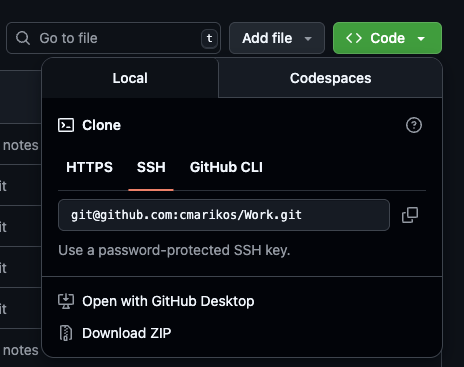 Go to file
t
Add file
Code
Local
Codespaces
Clone
notes
HTTPS
SSH
GitHub CLI
it
git@github.com:cmarikos/Work.git
it
Use a password-protected SSH key.
it
Open with GitHub Desktop
it
Download ZIP
notes